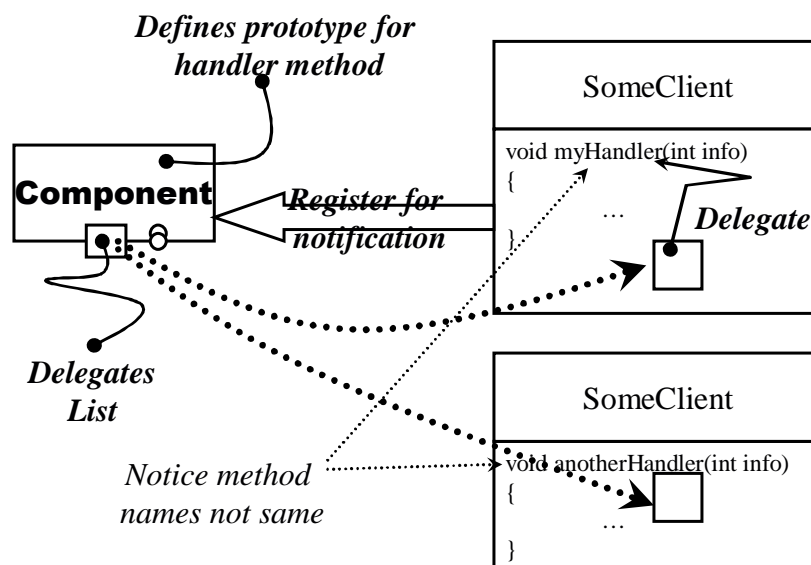 Defines prototype for
handler method
Component
Register for
notification
Delegates
List
Notice method
names not same
SomeClient
void myHandler(int info)
{
...
}
Delegate
SomeClient
void anotherHandler(int info)
{
...
}